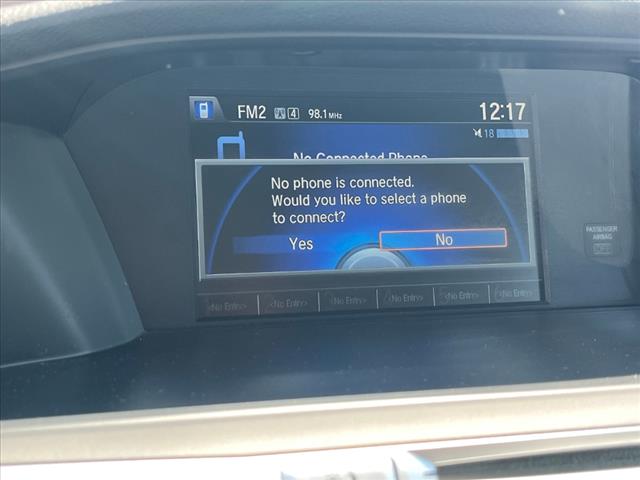 FM2 4 98.1 MHz 12:17
18
No Connected Phone
No phone is connected.
Would you like to select a phone
to connect?
Yes No
PASSENGER
AIRBAG
<No Entry> <No Entry> <No Entry> <No Entry> <No Entry> <No Entry>